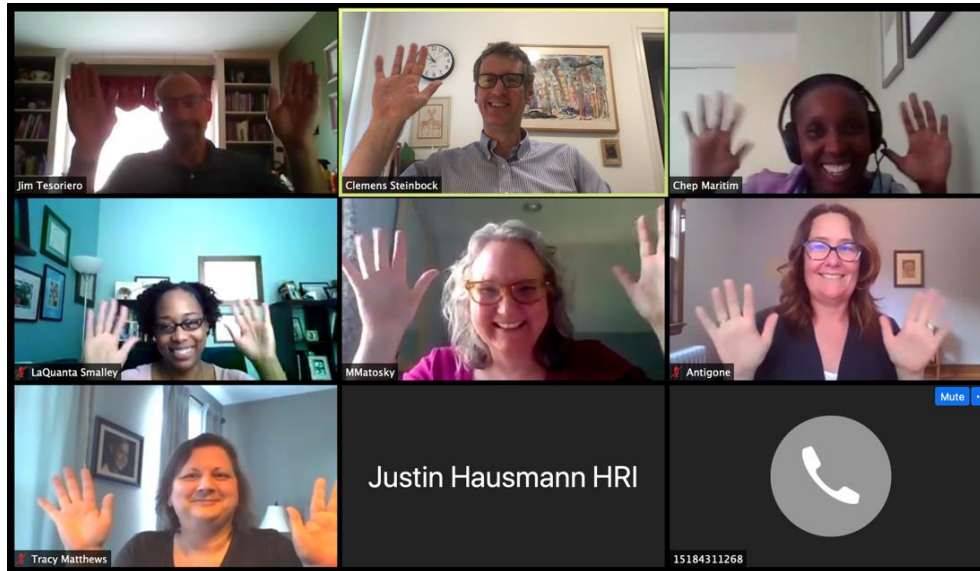 Jim Tesoriero
Clemens Steinbock
Chep Maritim
LaQuanta Smalley
MMatosky
Antigone
Mute
Tracy Matthews
Justin Hausmann HRI
15184311268